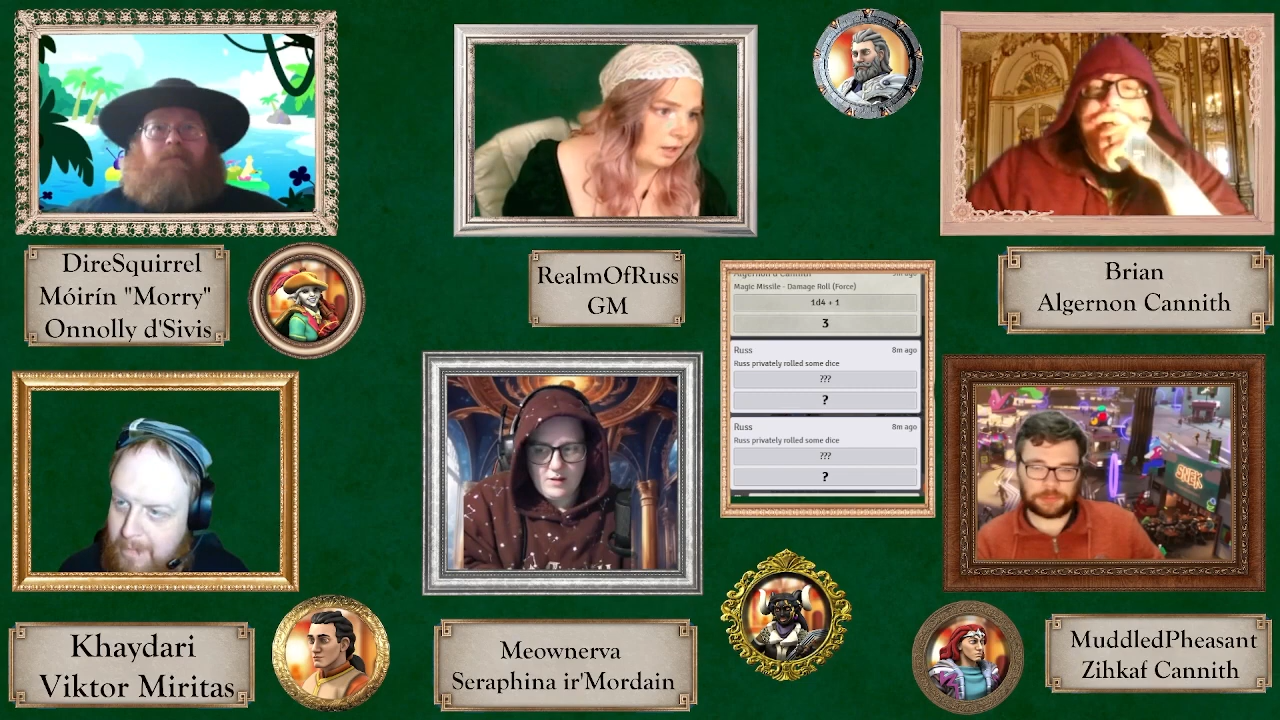 DireSquirrel
Móirín "Morry"
Onnolly d'Sivis
RealmOfRuss
GM
Brian
Algernon Cannith
Magic Missile - Damage Roll (Force)
1d4 + 1
3
Russ
8m ago
Russ privately rolled some dice
???
?
Russ
8m ago
Russ privately rolled some dice
???
?
Khaydari
Viktor Miritas
Meownerva
Seraphina ir'Mordain
MuddledPheasant
Zihkaf Cannith